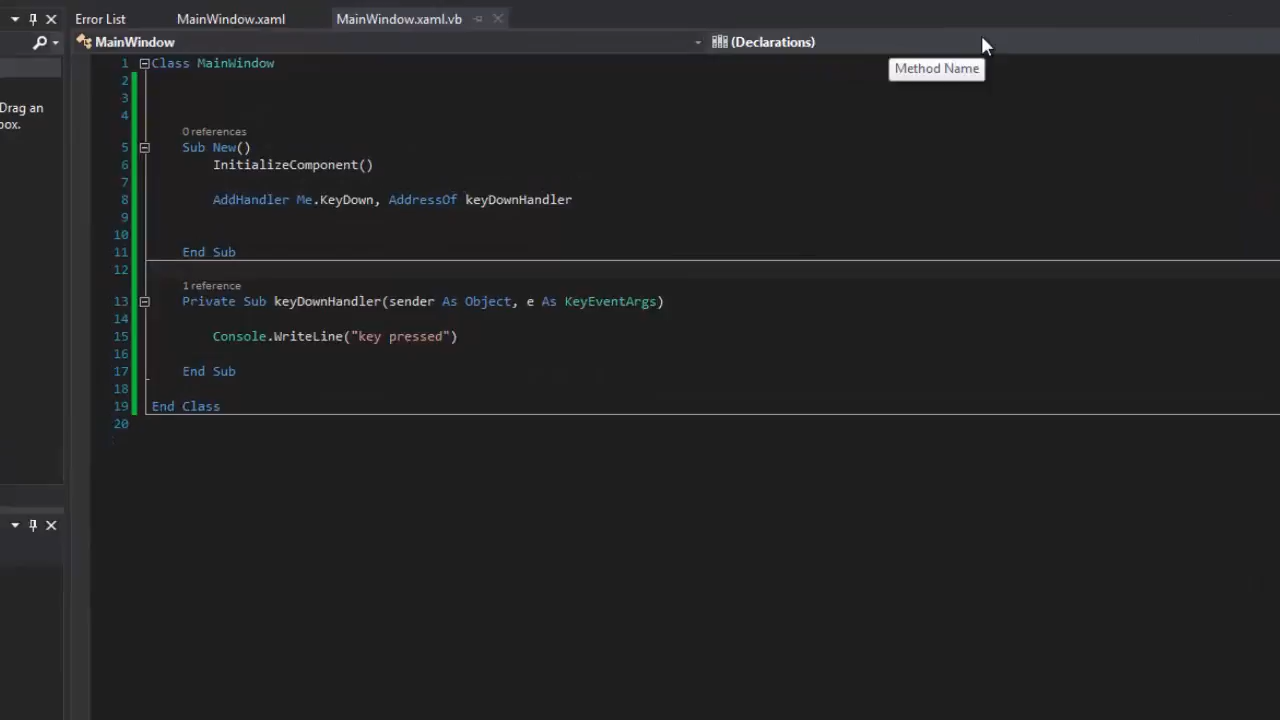 Error List MainWindow.xaml MainWindow.xaml.vb
MainWindow (Declarations)
Method Name
Drag an
box.
1 Class MainWindow
2
3
4
0 references
5 Sub New()
6 InitializeComponent()
7
8 AddHandler Me.KeyDown, AddressOf keyDownHandler
9
10
11 End Sub
12
1 reference
13 Private Sub keyDownHandler(sender As Object, e As KeyEventArgs)
14
15 Console.WriteLine("key pressed")
16
17 End Sub
18
19 End Class
20